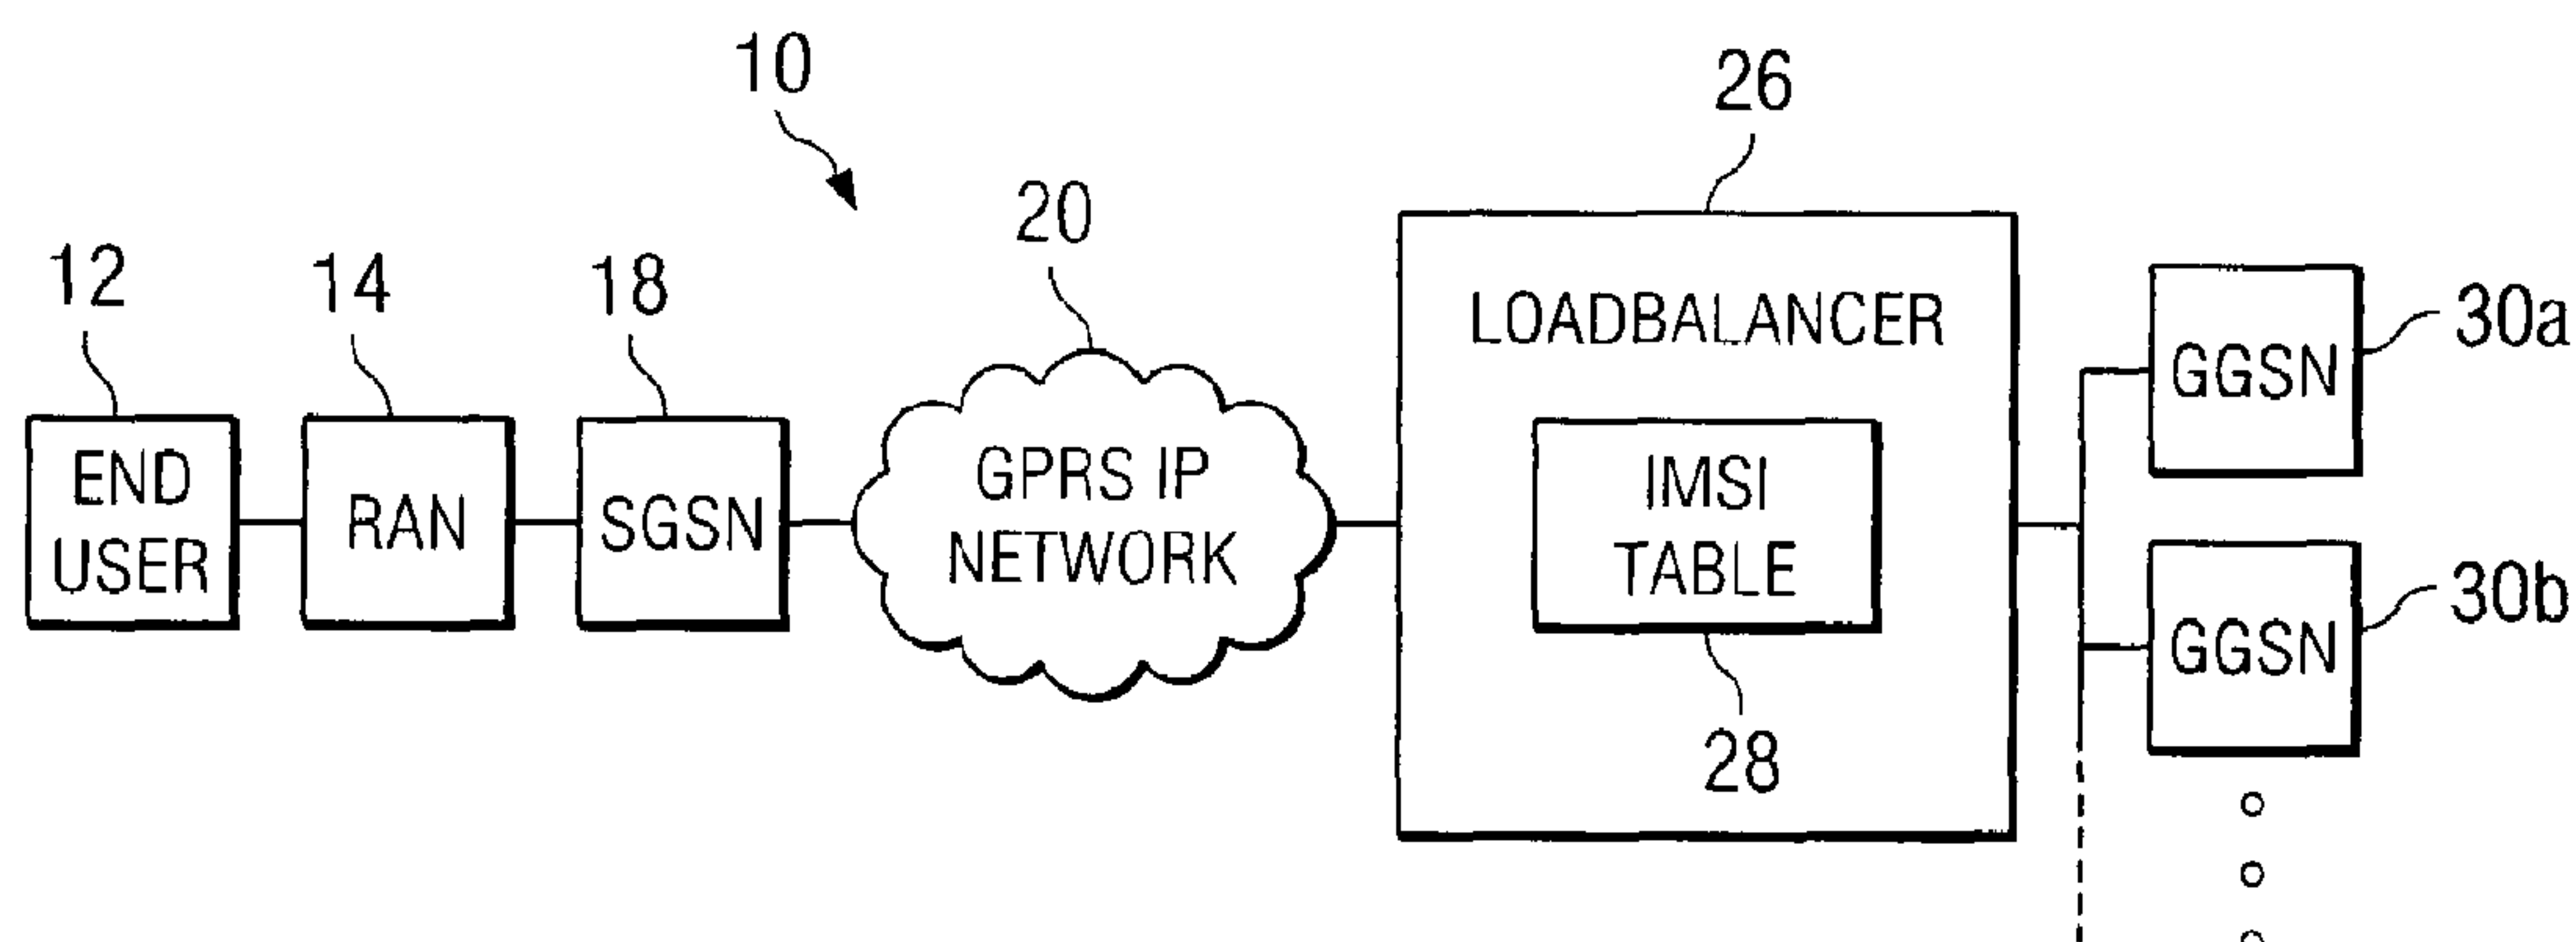 10
26
20
12
14
18
30a
LOADBALANCER
GGSN
END
USER
RAN
SGSN
GPRS IP
NETWORK
IMSI
TABLE
30b
GGSN
28